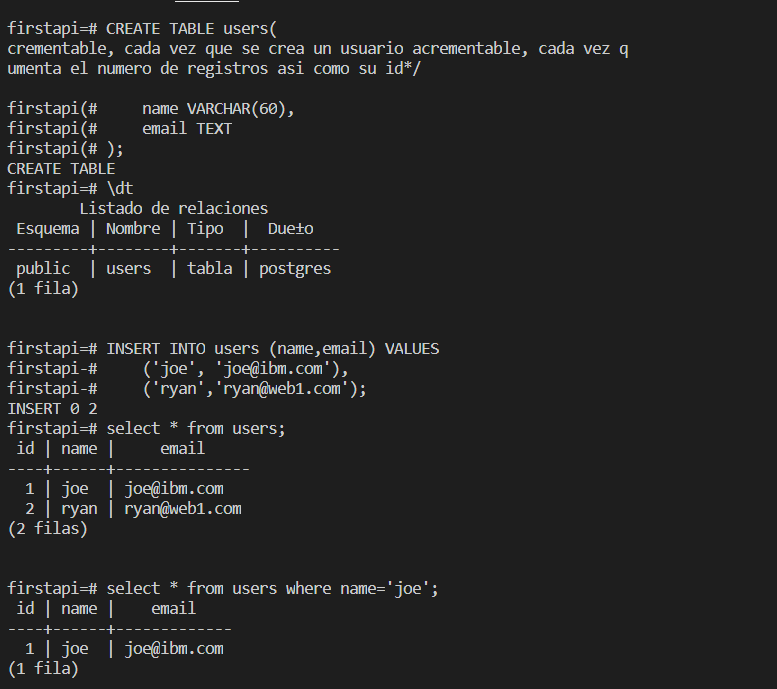 firstapi=# CREATE TABLE users(
crementable, cada vez que se crea un usuario acrementable, cada vez q
umenta el numero de registros asi como su id*/
firstapi(#     name VARCHAR(60),
firstapi(#     email TEXT
firstapi(# );
CREATE TABLE
firstapi=# \dt
        Listado de relaciones
 Esquema | Nombre | Tipo  |  Due±o
---------+--------+-------+----------
 public  | users  | tabla | postgres
(1 fila)
firstapi=# INSERT INTO users (name,email) VALUES
firstapi-#     ('joe', 'joe@ibm.com'),
firstapi-#     ('ryan','ryan@web1.com');
INSERT 0 2
firstapi=# select * from users;
 id | name |     email
----+------+---------------
  1 | joe  | joe@ibm.com
  2 | ryan | ryan@web1.com
(2 filas)
firstapi=# select * from users where name='joe';
 id | name |    email
----+------+-------------
  1 | joe  | joe@ibm.com
(1 fila)